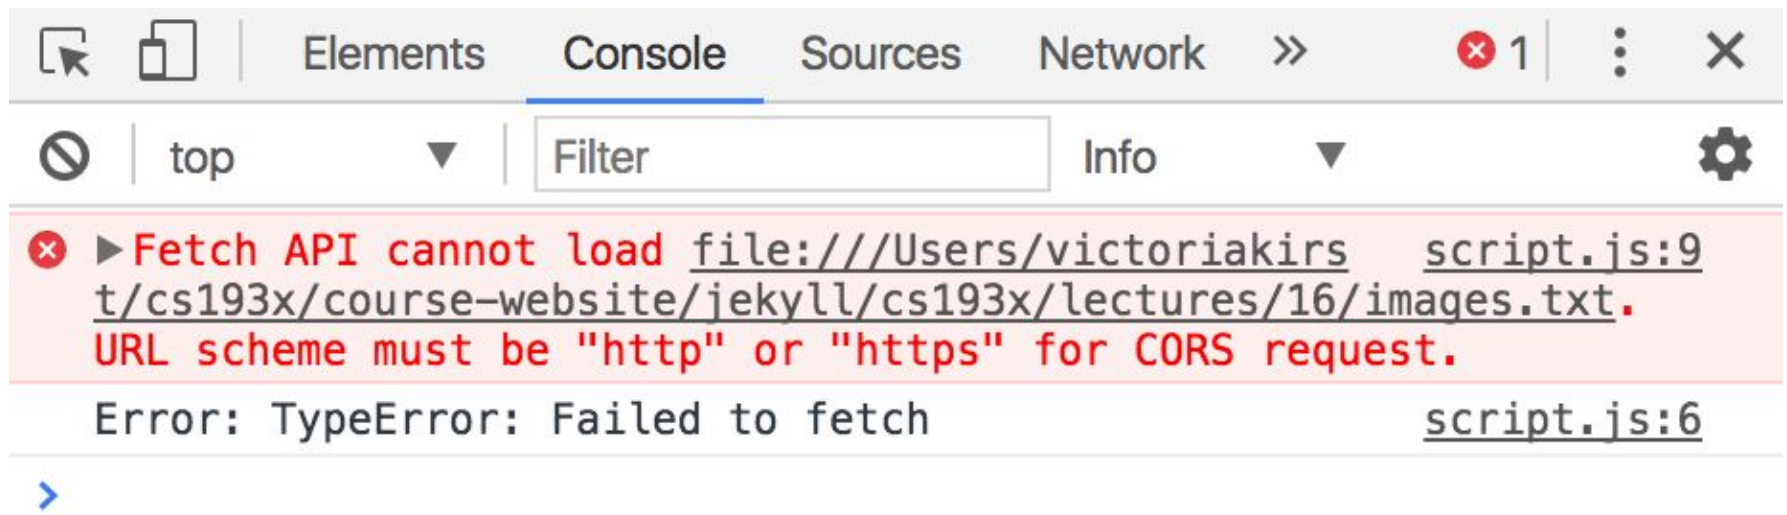 Elements Console Sources Network » 1
top Filter Info
Fetch API cannot load file:///Users/victoriakirs script.js:9
t/cs193x/course-website/jekyll/cs193x/lectures/16/images.txt.
URL scheme must be "http" or "https" for CORS request.
Error: TypeError: Failed to fetch script.js:6